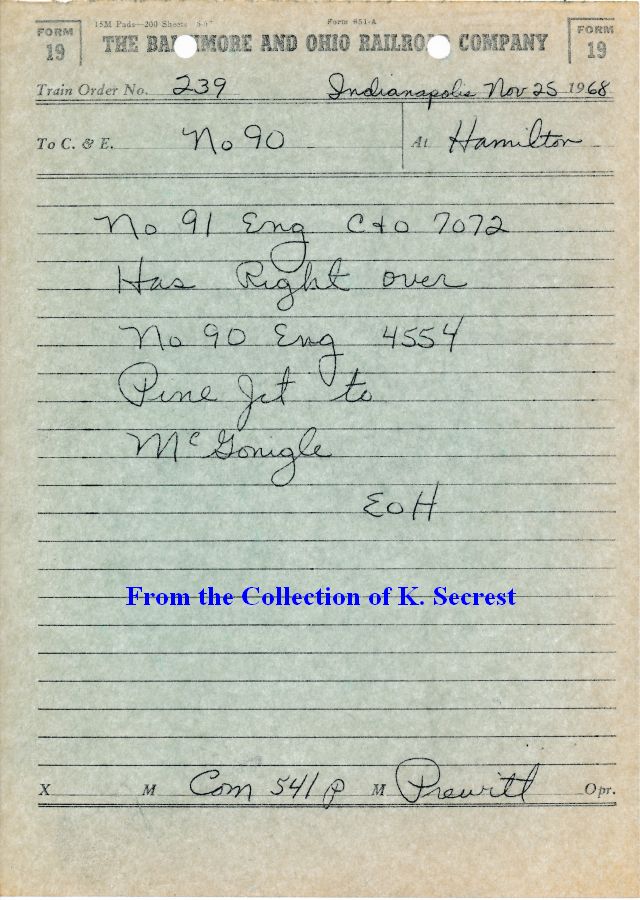 FORM 19
15M Pads—200 Sheets
Form 851-A
THE BALTIMORE AND OHIO RAILROAD COMPANY
FORM 19
Train Order No. 239 Indianapolis Nov 25 1968
To C. & E. No 90 At Hamilton
No 91 Eng C+O 7072
Has Right over
No 90 Eng 4554
Pine Jct to
McGonigle
EOH
From the Collection of K. Secrest
X M Com 541 P M Prewitt Opr.